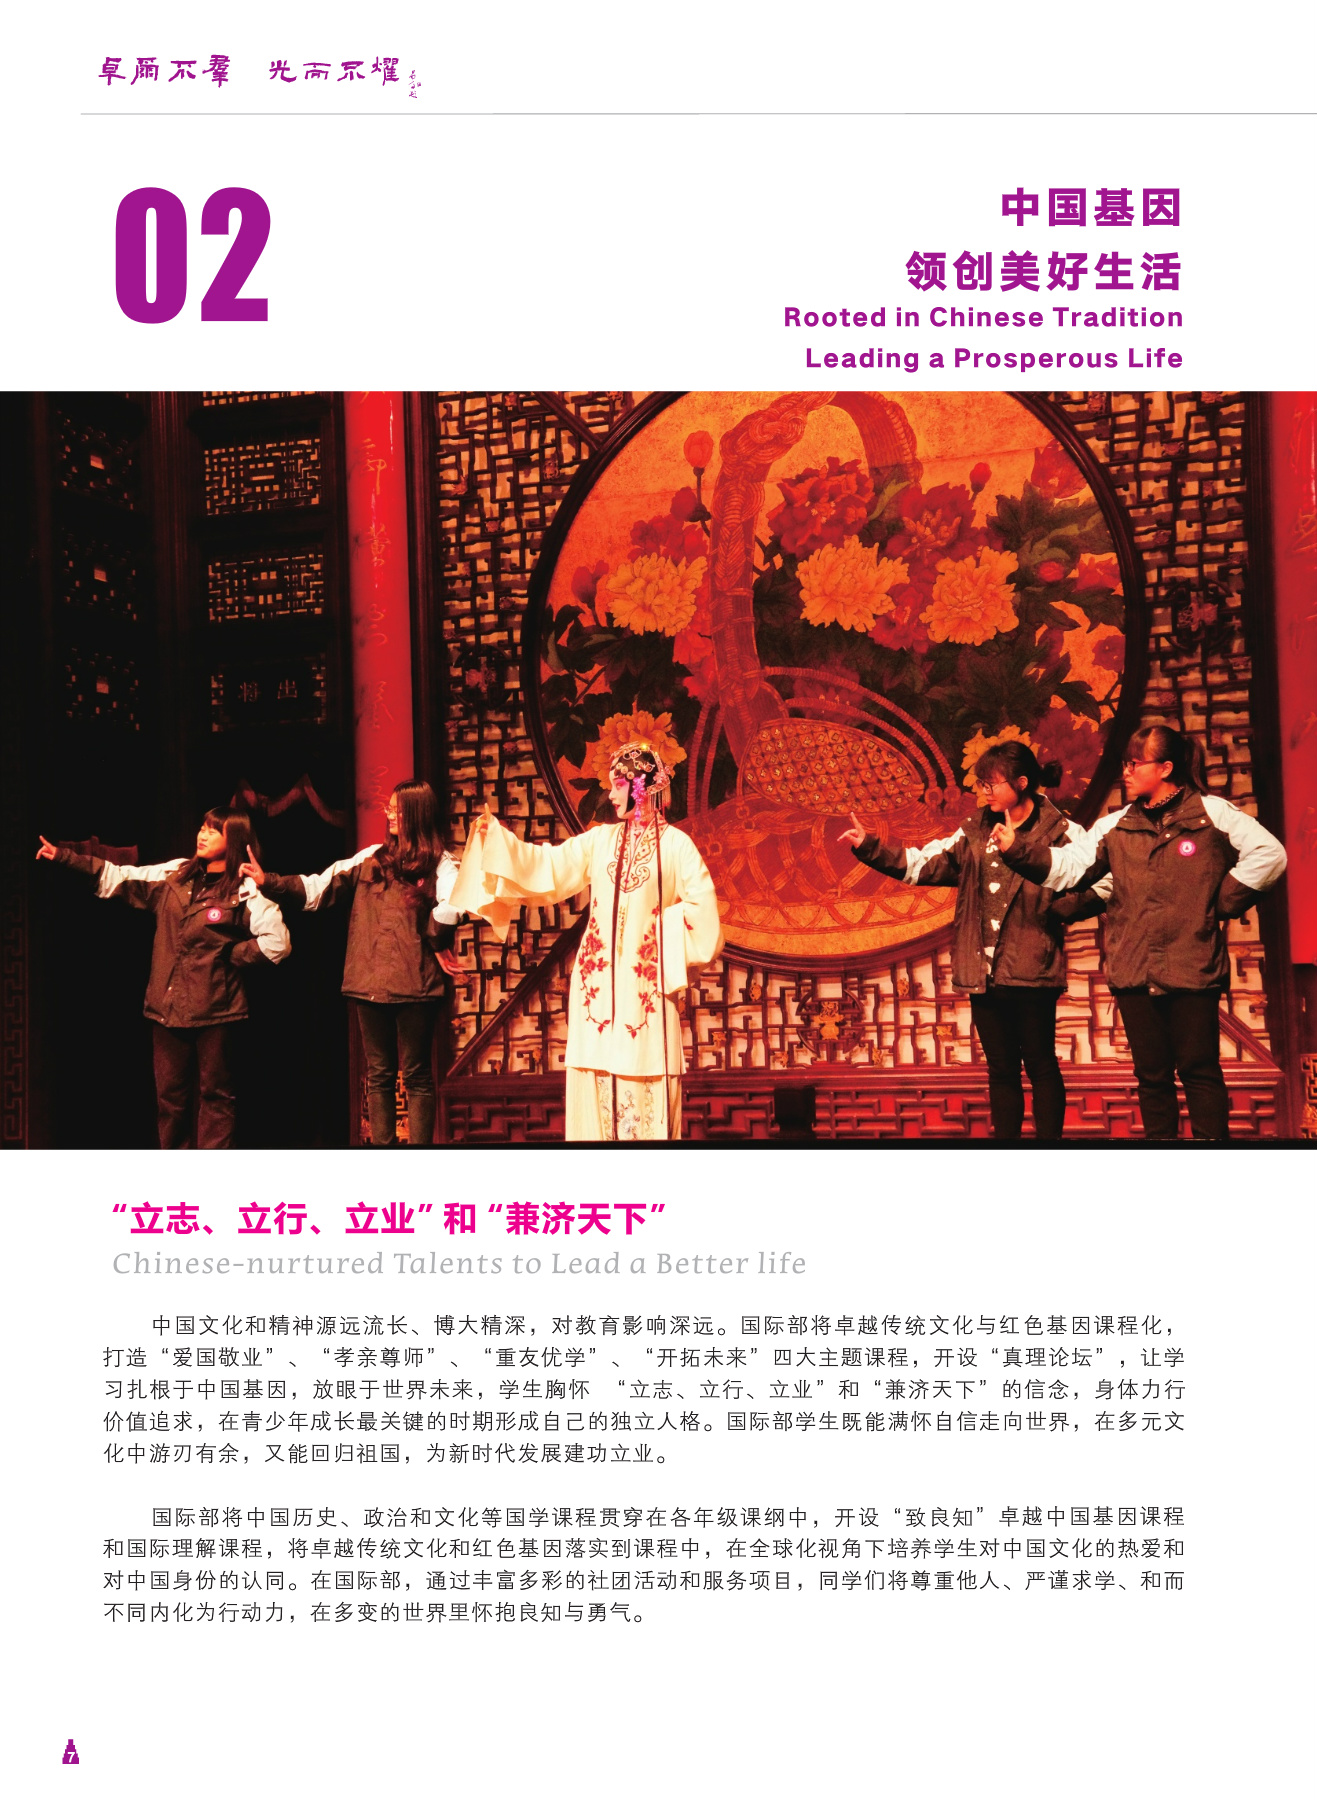 卓爾不羣 光而不耀
02
中国基因
领创美好生活
Rooted in Chinese Tradition
Leading a Prosperous Life
将 出
“立志、立行、立业” 和 “兼济天下”
Chinese-nurtured Talents to Lead a Better life
中国文化和精神源远流长、博大精深，对教育影响深远。国际部将卓越传统文化与红色基因课程化，
打造“爱国敬业”、“孝亲尊师”、“重友优学”、“开拓未来”四大主题课程，开设“真理论坛”，让学
习扎根于中国基因，放眼于世界未来，学生胸怀 “立志、立行、立业”和“兼济天下”的信念，身体力行
价值追求，在青少年成长最关键的时期形成自己的独立人格。国际部学生既能满怀自信走向世界，在多元文
化中游刃有余，又能回归祖国，为新时代发展建功立业。
国际部将中国历史、政治和文化等国学课程贯穿在各年级课纲中，开设“致良知”卓越中国基因课程
和国际理解课程，将卓越传统文化和红色基因落实到课程中，在全球化视角下培养学生对中国文化的热爱和
对中国身份的认同。在国际部，通过丰富多彩的社团活动和服务项目，同学们将尊重他人、严谨求学、和而
不同内化为行动力，在多变的世界里怀抱良知与勇气。
7